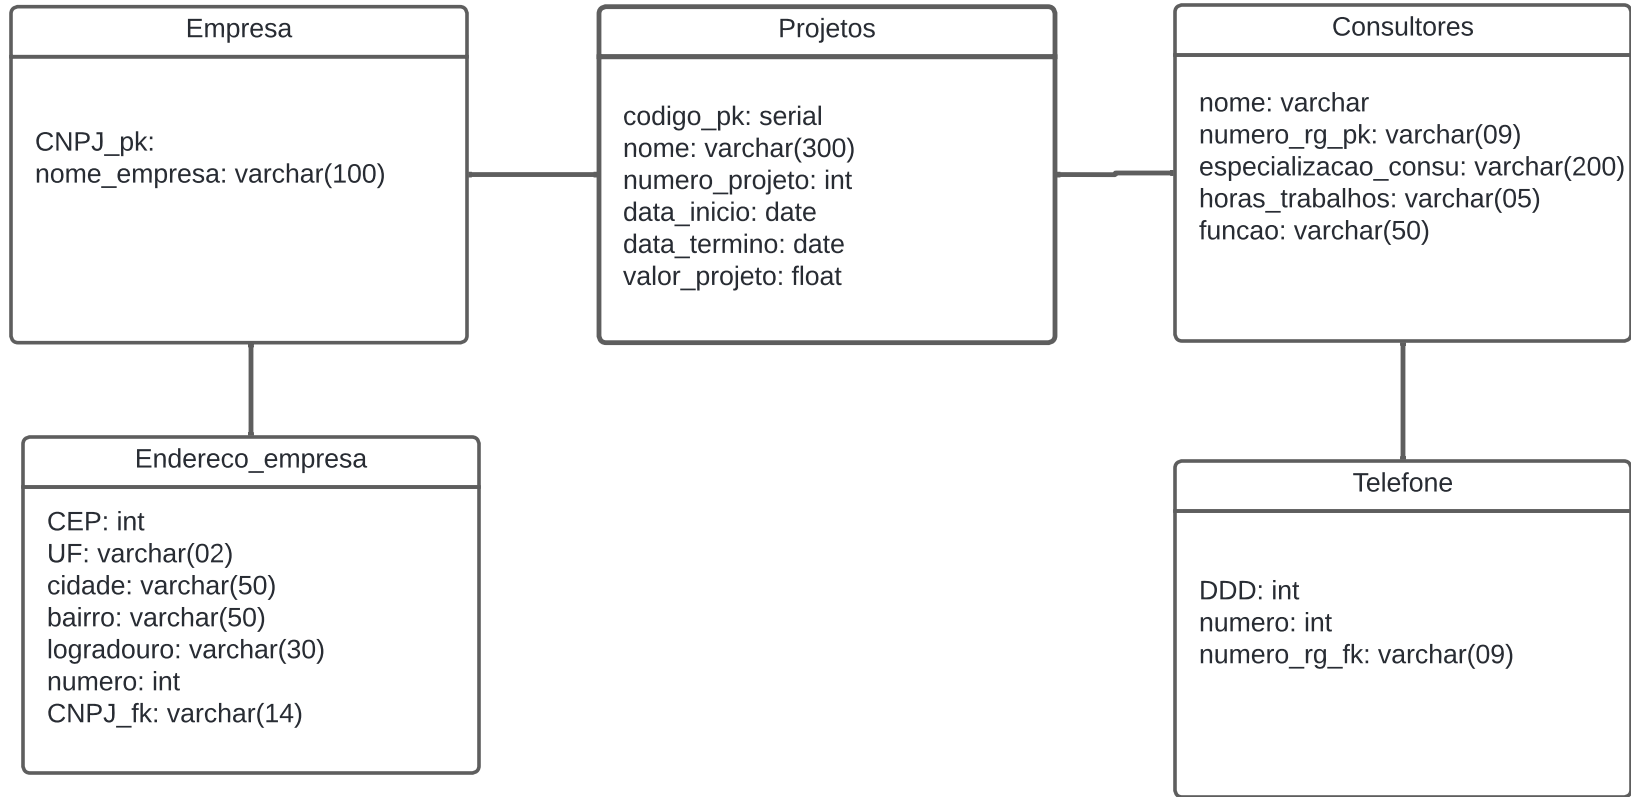 Empresa
CNPJ_pk:
nome_empresa: varchar(100)
Projetos
codigo_pk: serial
nome: varchar(300)
numero_projeto: int
data_inicio: date
data_termino: date
valor_projeto: float
Consultores
nome: varchar
numero_rg_pk: varchar(09)
especializacao_consu: varchar(200)
horas_trabalhos: varchar(05)
funcao: varchar(50)
Endereco_empresa
CEP: int
UF: varchar(02)
cidade: varchar(50)
bairro: varchar(50)
logradouro: varchar(30)
numero: int
CNPJ_fk: varchar(14)
Telefone
DDD: int
numero: int
numero_rg_fk: varchar(09)